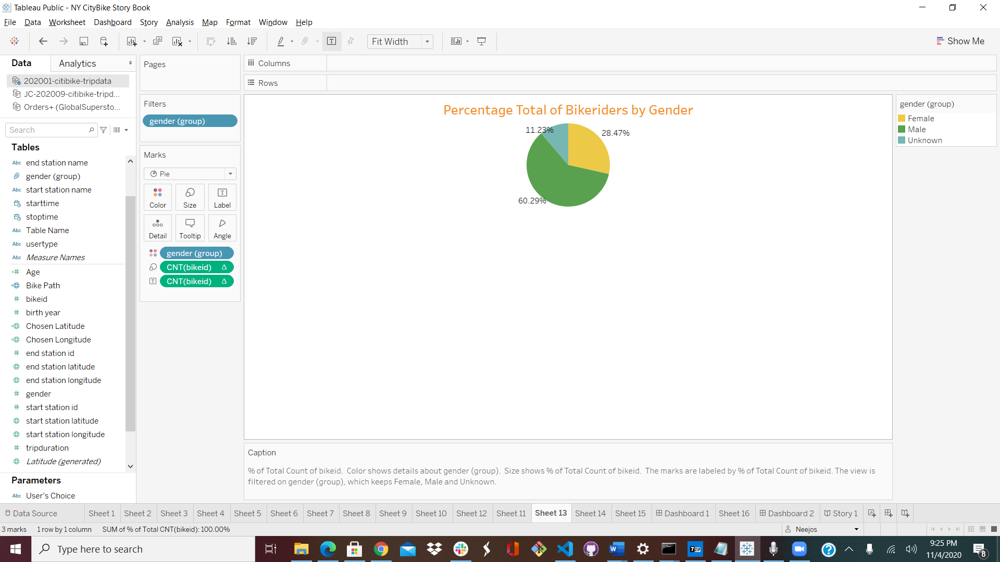 Tableau Public - NY CityBike Story Book
File Data Worksheet Dashboard Story Analysis Map Format Window Help
Fit Width
Show Me
Data
Analytics
202001-citibike-tripdata
JC-202009-citibike-tripd...
Orders+ (GlobalSupersto...
Search
Tables
Abc end station name
gender (group)
Abc start station name
starttime
stoptime
Abc Table Name
Abc usertype
Abc Measure Names
Age
Bike Path
bikeid
birth year
Chosen Latitude
Chosen Longitude
end station id
end station latitude
end station longitude
gender
start station id
start station latitude
start station longitude
tripduration
Latitude (generated)
Parameters
Abc User's Choice
Pages
Filters
gender (group)
Marks
Pie
Color Size Label
Detail Tooltip Angle
gender (group)
CNT(bikeid) Δ
CNT(bikeid) Δ
Columns
Rows
Percentage Total of Bikeriders by Gender
11.23%
28.47%
60.29%
gender (group)
Female
Male
Unknown
Caption
% of Total Count of bikeid. Color shows details about gender (group). Size shows % of Total Count of bikeid. The marks are labeled by % of Total Count of bikeid. The view is
filtered on gender (group), which keeps Female, Male and Unknown.
Data Source Sheet 1 Sheet 2 Sheet 3 Sheet 4 Sheet 5 Sheet 6 Sheet 7 Sheet 8 Sheet 9 Sheet 10 Sheet 12 Sheet 11 Sheet 13 Sheet 14 Sheet 15 Dashboard 1 Sheet 16 Dashboard 2 Story 1
3 marks 1 row by 1 column SUM of % of Total CNT(bikeid): 100.00%
Neejos
Type here to search
7ZIP
9:25 PM
11/4/2020
8